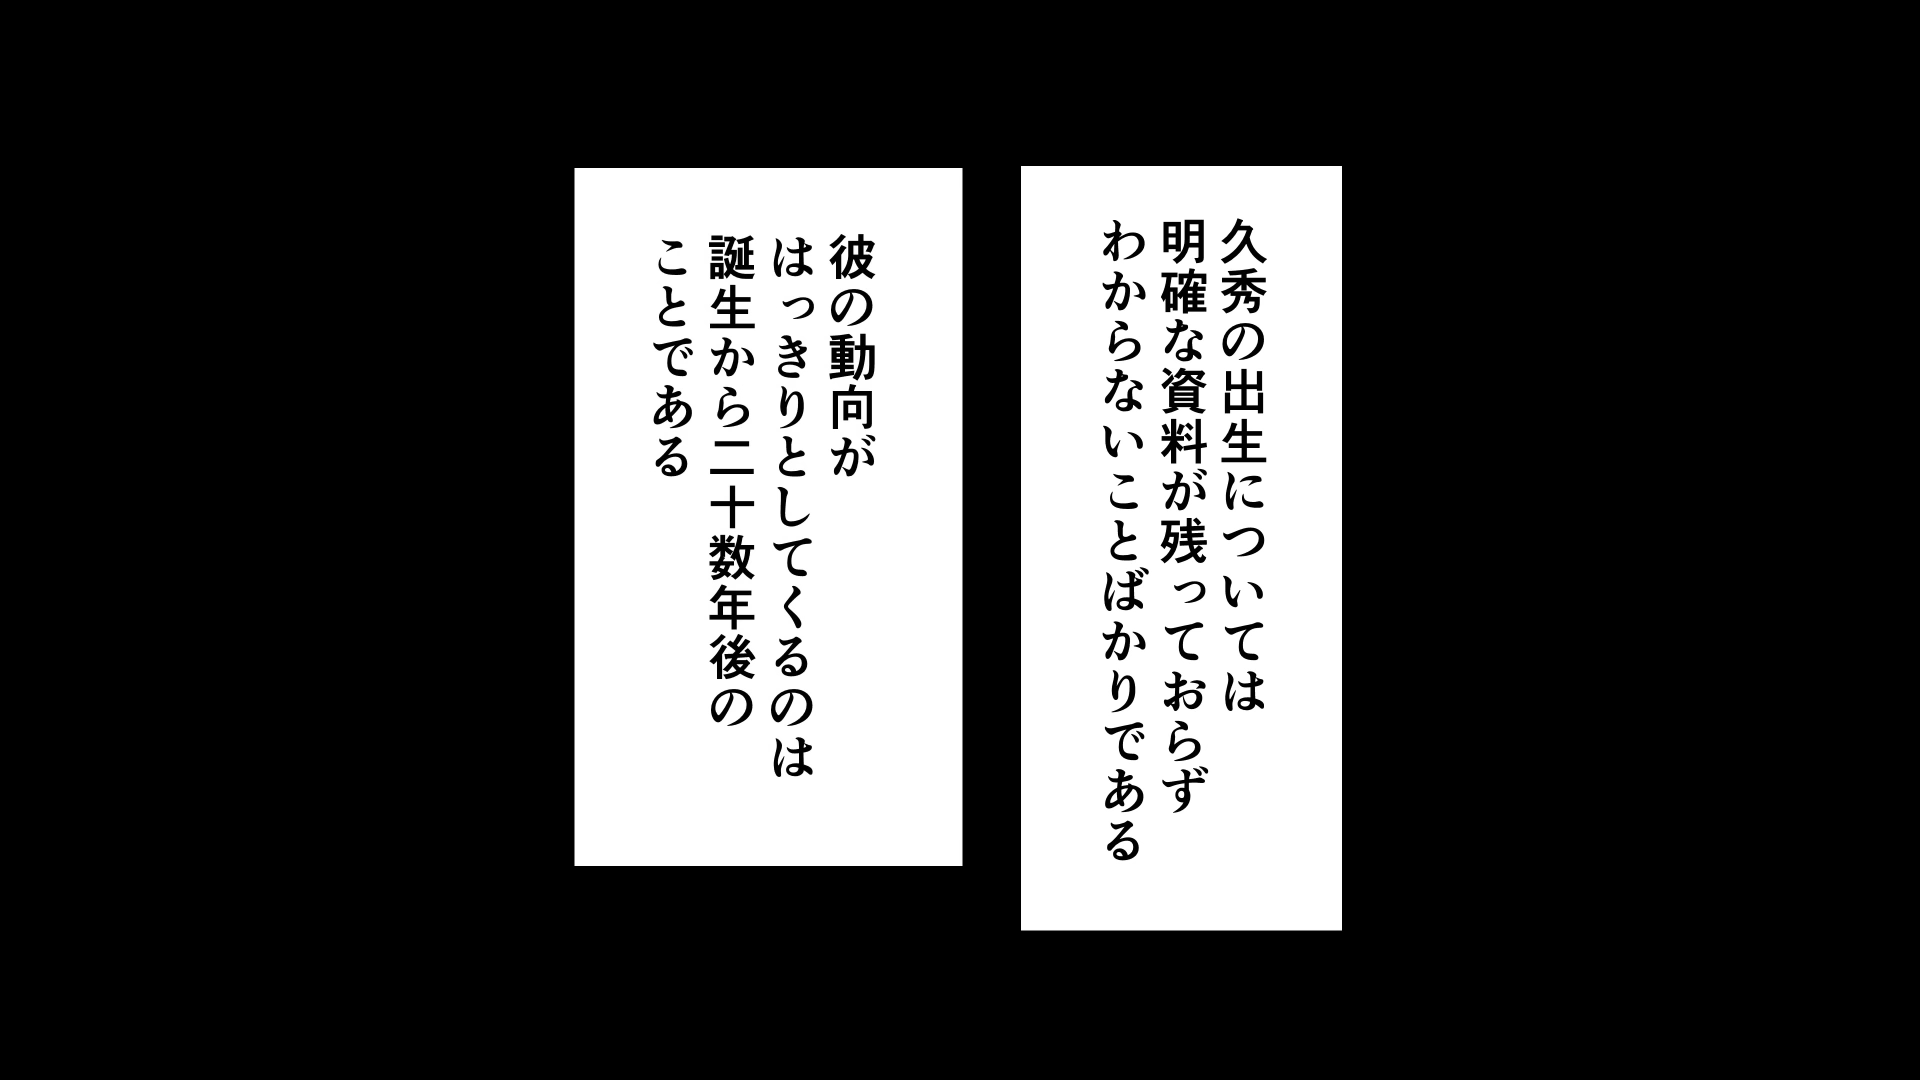 久秀の出生については
明確な資料が残っておらず
わからないことばかりである
彼の動向が
はっきりとしてくるのは
誕生から二十数年後の
ことである